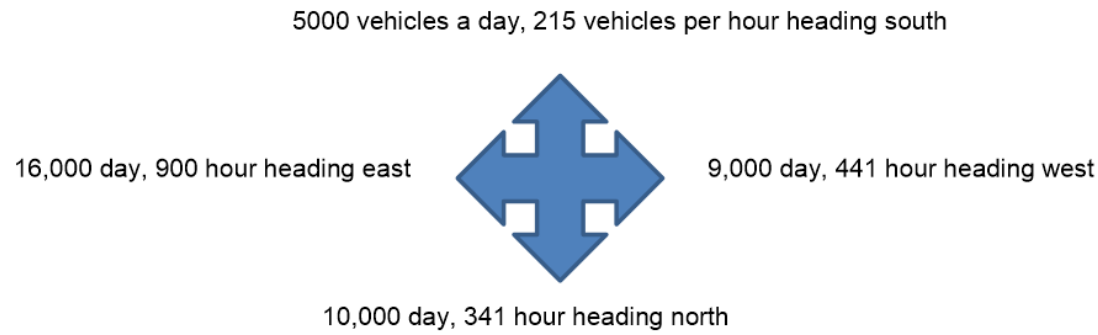 5000 vehicles a day, 215 vehicles per hour heading south
16,000 day, 900 hour heading east
9,000 day, 441 hour heading west
10,000 day, 341 hour heading north